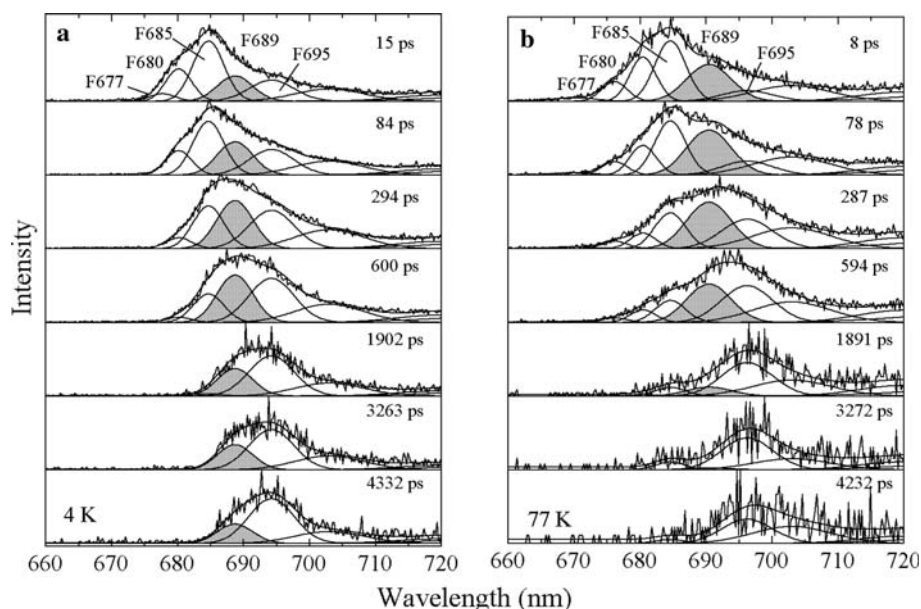 a
15 ps
F685
F689
F680
F695
F677
84 ps
294 ps
600 ps
1902 ps
3263 ps
4332 ps
4 K
660 670 680 690 700 710 720
b
8 ps
F685
F689
F680
F695
F677
78 ps
287 ps
594 ps
1891 ps
3272 ps
4232 ps
77 K
660 670 680 690 700 710 720
Intensity
Wavelength (nm)